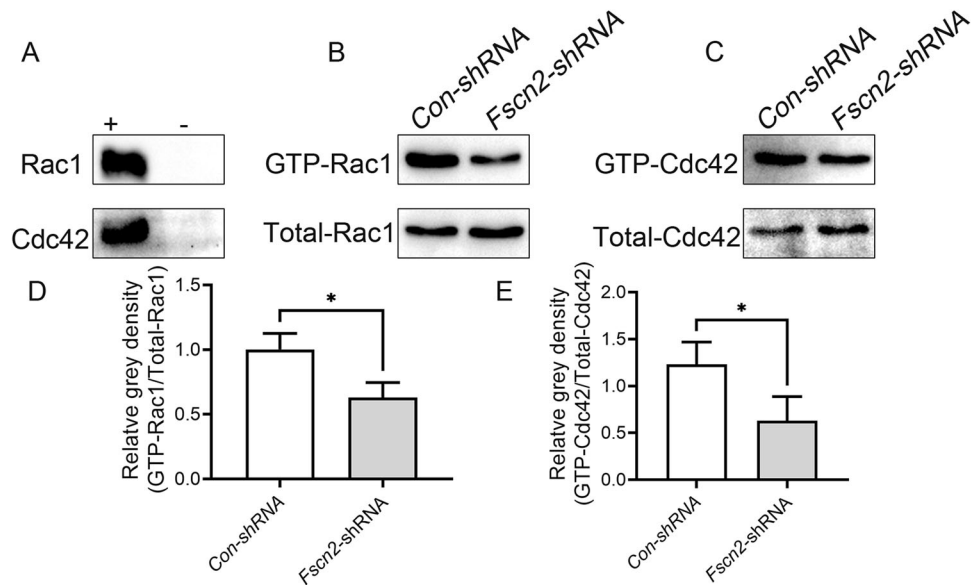 A
+ -
Rac1
Cdc42
B
Con-shRNA
Fscn2-shRNA
GTP-Rac1
Total-Rac1
C
Con-shRNA
Fscn2-shRNA
GTP-Cdc42
Total-Cdc42
D
Relatve grey density
(GTP-Rac1/Total-Rac1)
1.5
1.0
0.5
0.0
*
Con-shRNA
Fscn2-shRNA
E
Relatve grey density
(GTP-Cdc42/Total-Cdc42)
2.0
1.5
1.0
0.5
0.0
*
Con-shRNA
Fscn2-shRNA